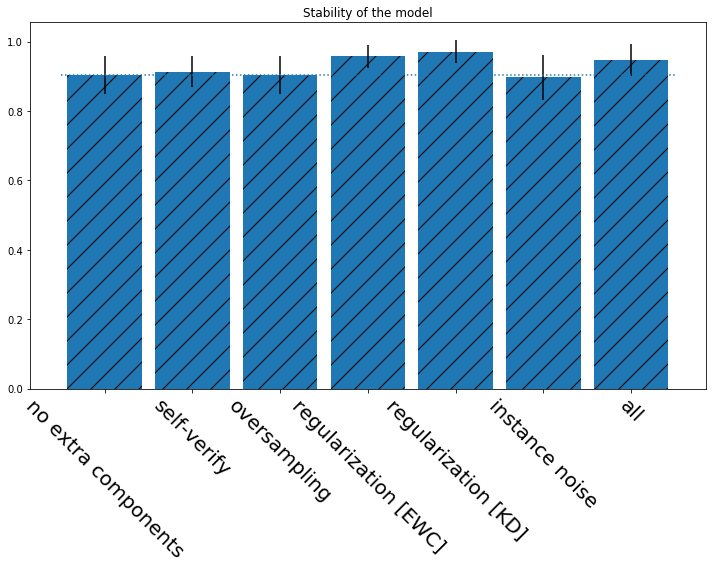 Stability of the model
1.0
0.8
0.6
0.4
0.2
0.0
no extra components
self-verify
oversampling
regularization [EWC]
regularization [KD]
instance noise
all